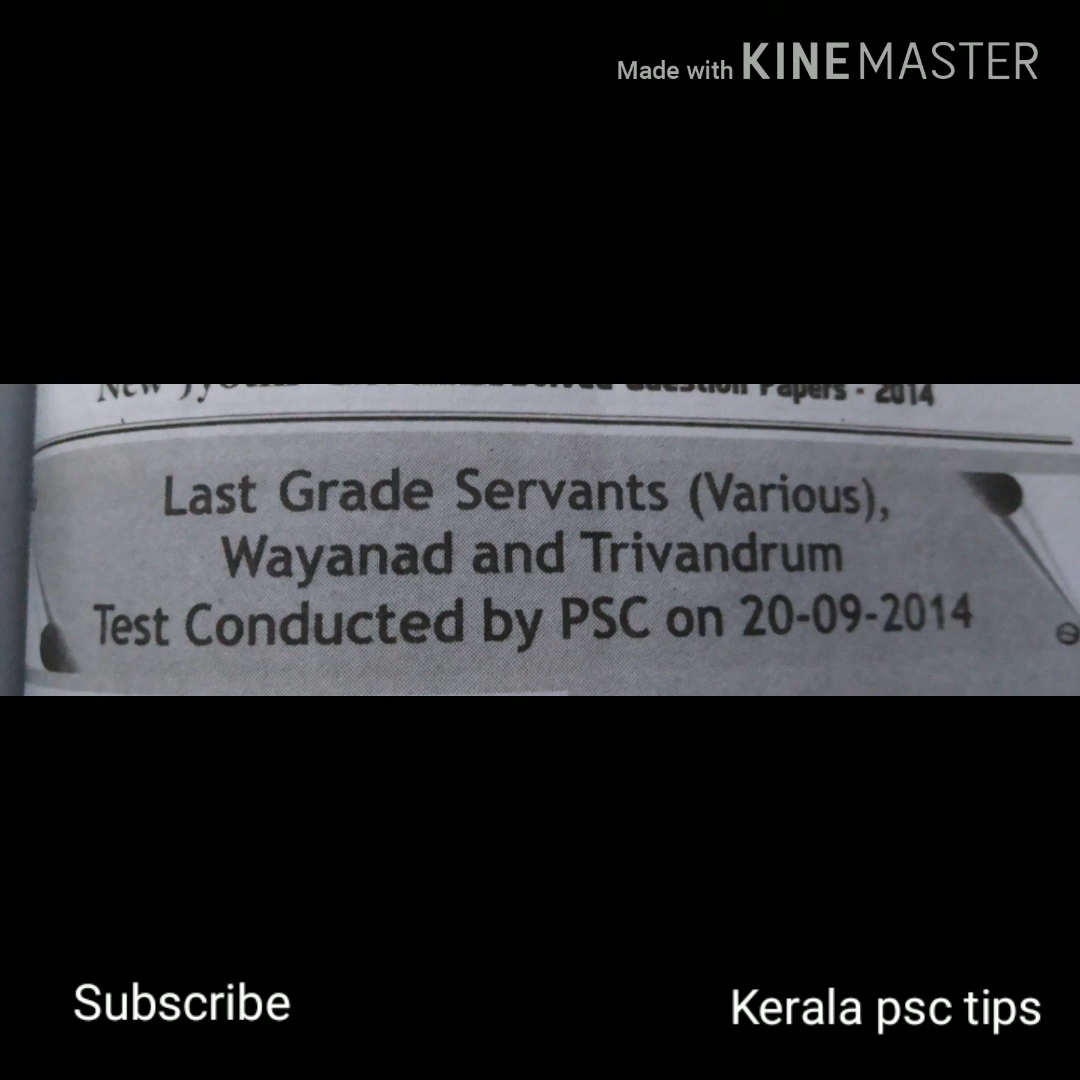 Made with KINEMASTER
New Papers - 2014
Last Grade Servants (Various),
Wayanad and Trivandrum
Test Conducted by PSC on 20-09-2014
Subscribe
Kerala psc tips